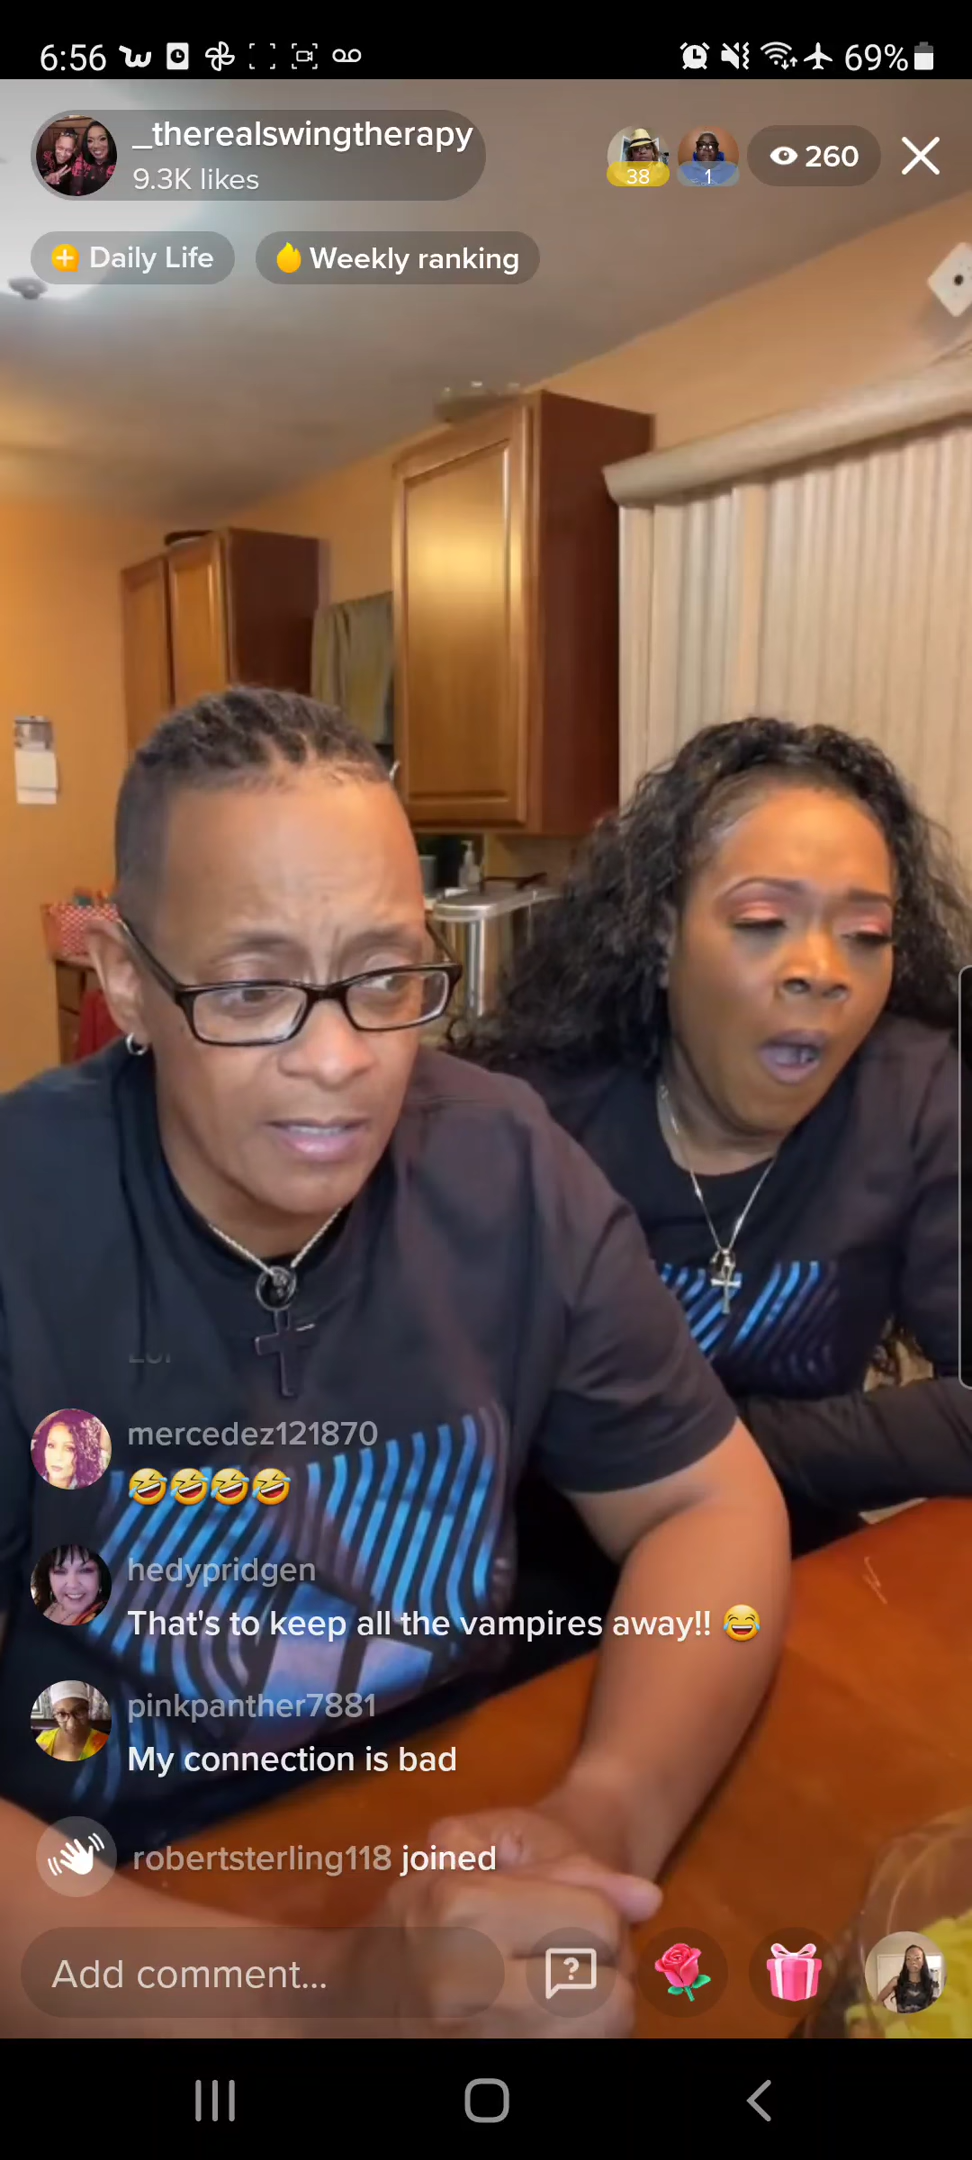 6:56
69%
_therealswingtherapy
9.3K likes
38
1
260
Daily Life
Weekly ranking
mercedez121870
🤣🤣🤣🤣
hedypridgen
That's to keep all the vampires away!! 😂
pinkpanther7881
My connection is bad
robertsterling118 joined
Add comment...